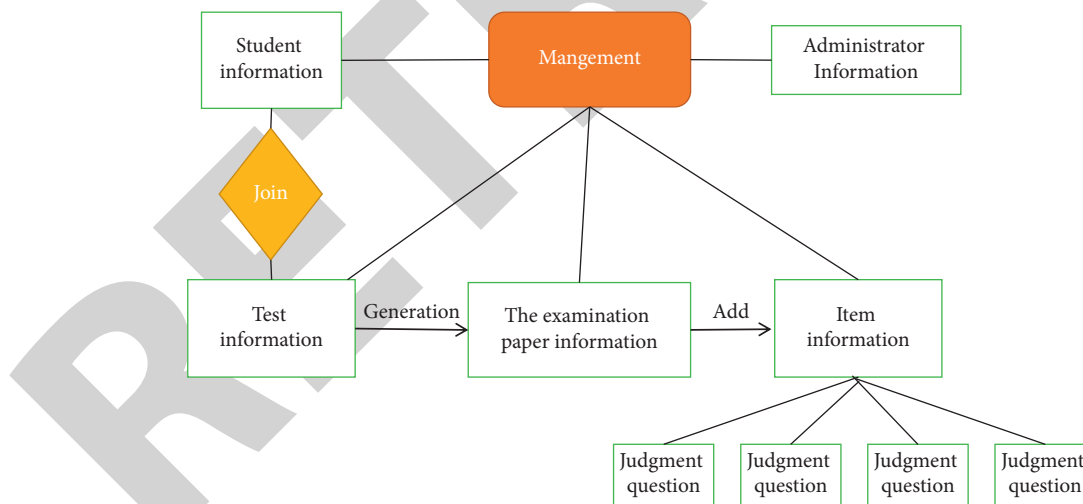 Student
information
Mangement
Administrator
Information
Join
Test
information
Generation
The examination
paper information
Add
Item
information
Judgment
question
Judgment
question
Judgment
question
Judgment
question
RETR